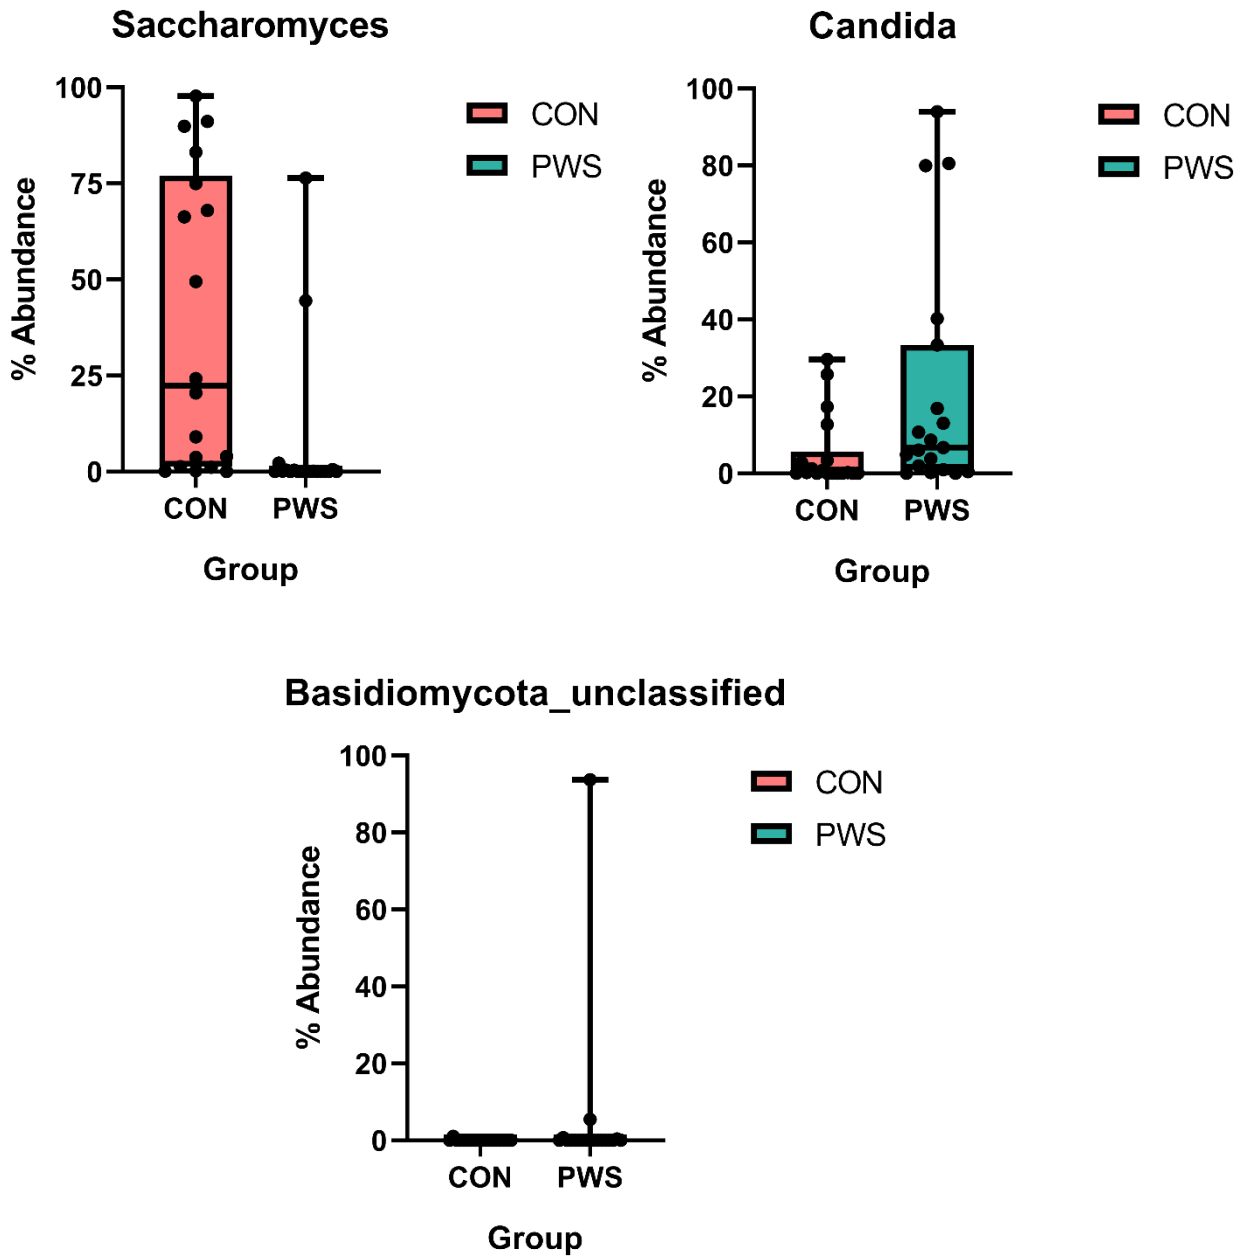 Saccharomyces
100
75
50
25
0
% Abundance
CON
PWS
Group
CON
PWS
Candida
100
80
60
40
20
0
% Abundance
CON
PWS
Group
CON
PWS
Basidiomycota_unclassified
100
80
60
40
20
0
% Abundance
CON
PWS
Group
CON
PWS